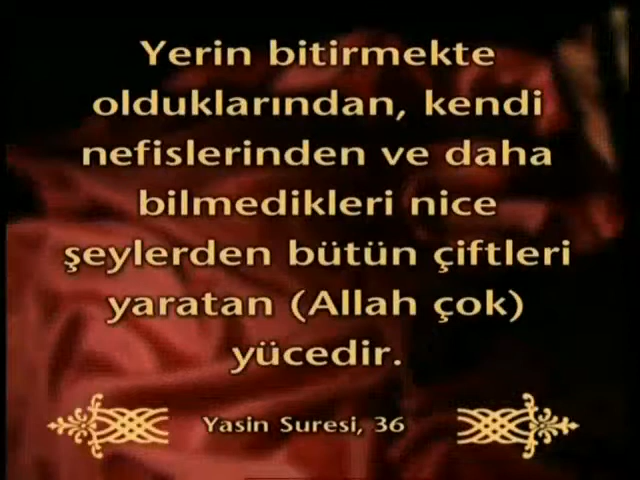 Yerin bitirmekte
olduklarından, kendi
nefislerinden ve daha
bilmedikleri nice
şeylerden bütün çiftleri
yaratan (Allah çok)
yücedir.
Yasin Suresi, 36